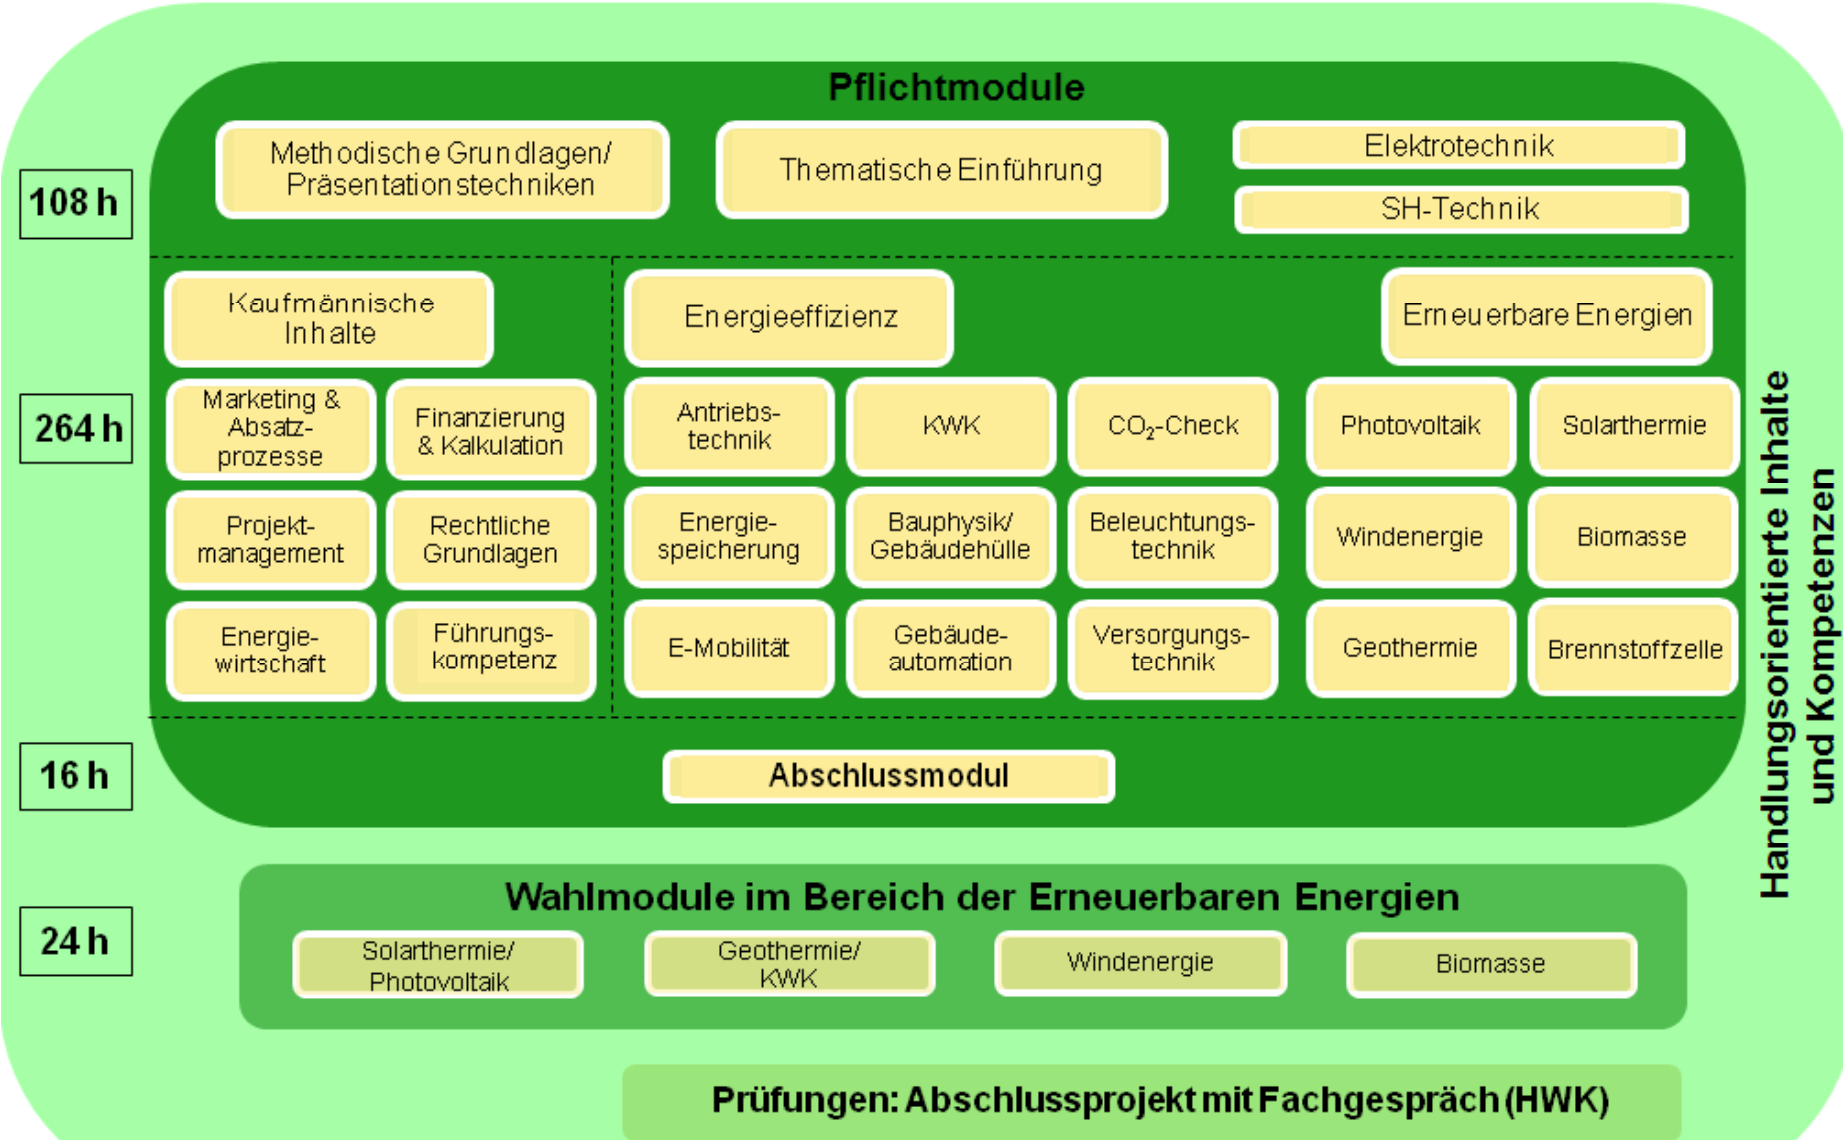 Pflichtmodule
108 h
Methodische Grundlagen/
Präsentationstechniken
Thematische Einführung
Elektrotechnik
SH-Technik
264 h
Kaufmännische
Inhalte
Marketing &
Absatz-
prozesse
Finanzierung
& Kalkulation
Projekt-
management
Rechtliche
Grundlagen
Energie-
wirtschaft
Führungs-
kompetenz
Energieeffizienz
Antriebs-
technik
KWK
CO₂-Check
Energie-
speicherung
Bauphysik/
Gebäudehülle
Beleuchtungs-
technik
E-Mobilität
Gebäude-
automation
Versorgungs-
technik
Erneuerbare Energien
Photovoltaik
Solarthermie
Windenergie
Biomasse
Geothermie
Brennstoffzelle
16 h
Abschlussmodul
24 h
Wahlmodule im Bereich der Erneuerbaren Energien
Solarthermie/
Photovoltaik
Geothermie/
KWK
Windenergie
Biomasse
Prüfungen: Abschlussprojekt mit Fachgespräch (HWK)
Handlungsorientierte Inhalte
und Kompetenzen